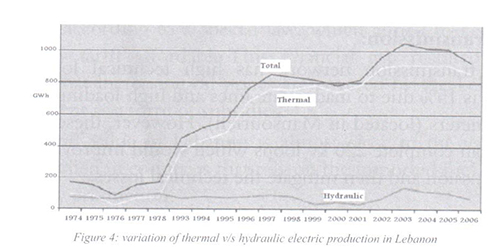 1000
Total
800
GWh
Thermal
600
400
200
Hydraulic
0
1974 1975 1976 1977 1978 1993 1994 1995 1996 1997 1998 1999 2000 2001 2002 2003 2004 2005 2006
Figure 4: variation of thermal v/s hydraulic electric production in Lebanon